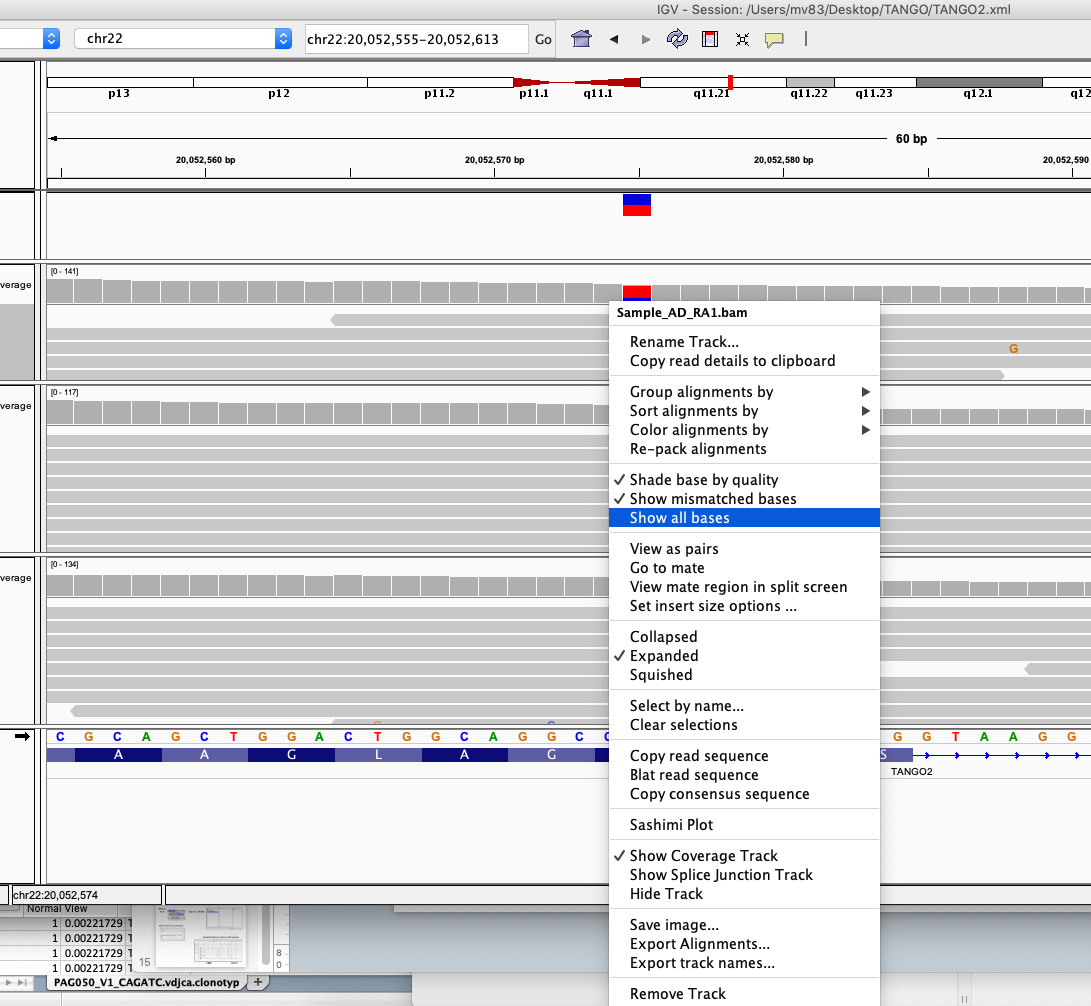 IGV - Session: /Users/mv83/Desktop/TANGO/TANGO2.xml
chr22
chr22:20,052,555-20,052,613
Go
p13 p12 p11.2 p11.1 q11.1 q11.21 q11.22 q11.23 q12.1 q12
60 bp
20,052,560 bp 20,052,570 bp 20,052,580 bp 20,052,590
[0 - 141]
verage
G
[0 - 117]
verage
[0 - 134]
verage
Sample_AD_RA1.bam
Rename Track...
Copy read details to clipboard
Group alignments by
Sort alignments by
Color alignments by
Re-pack alignments
Shade base by quality
Show mismatched bases
Show all bases
View as pairs
Go to mate
View mate region in split screen
Set insert size options ...
Collapsed
Expanded
Squished
Select by name...
Clear selections
Copy read sequence
Blat read sequence
Copy consensus sequence
Sashimi Plot
Show Coverage Track
Show Splice Junction Track
Hide Track
Save image...
Export Alignments...
Export track names...
Remove Track
C G C A G C T G G A C T G G C A G G C C G G T A A G G
A A G L A G S
TANGO2
chr22:20,052,574
Normal View
1 0.00221729 T
1 0.00221729 T
1 0.00221729 T
1 0.00221729 T
15
8
0
PAG050_V1_CAGATC.vdjca.clonotyp